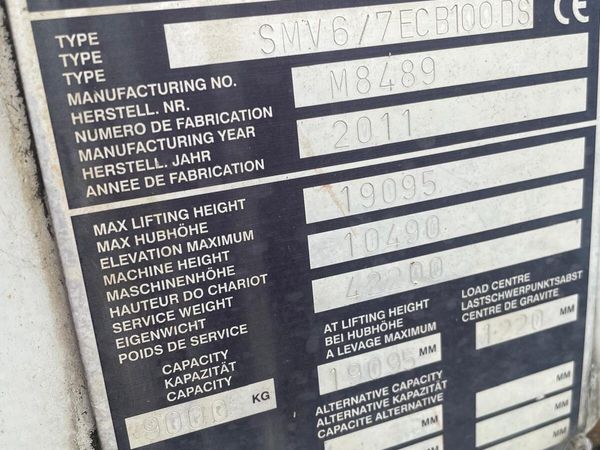 TYPE
TYPE
TYPE
SMV 6/7 ECB100 DS
CE
MANUFACTURING NO.
HERSTELL. NR.
NUMERO DE FABRICATION
M8489
MANUFACTURING YEAR
HERSTELL. JAHR
ANNEE DE FABRICATION
2011
MAX LIFTING HEIGHT
MAX HUBHÖHE
ELEVATION MAXIMUM
19095
MACHINE HEIGHT
MASCHINENHÖHE
HAUTEUR DO CHARIOT
10490
SERVICE WEIGHT
EIGENWICHT
POIDS DE SERVICE
42200
CAPACITY
KAPAZITÄT
CAPACITY
9000 KG
AT LIFTING HEIGHT
BEI HUBHÖHE
A LEVAGE MAXIMUM
19095 MM
LOAD CENTRE
LASTSCHWERPUNKTSABST
CENTRE DE GRAVITE
1220 MM
ALTERNATIVE CAPACITY
ALTERNATIVE KAPAZITÄT
CAPACITE ALTERNATIVE
MM
MM
MM